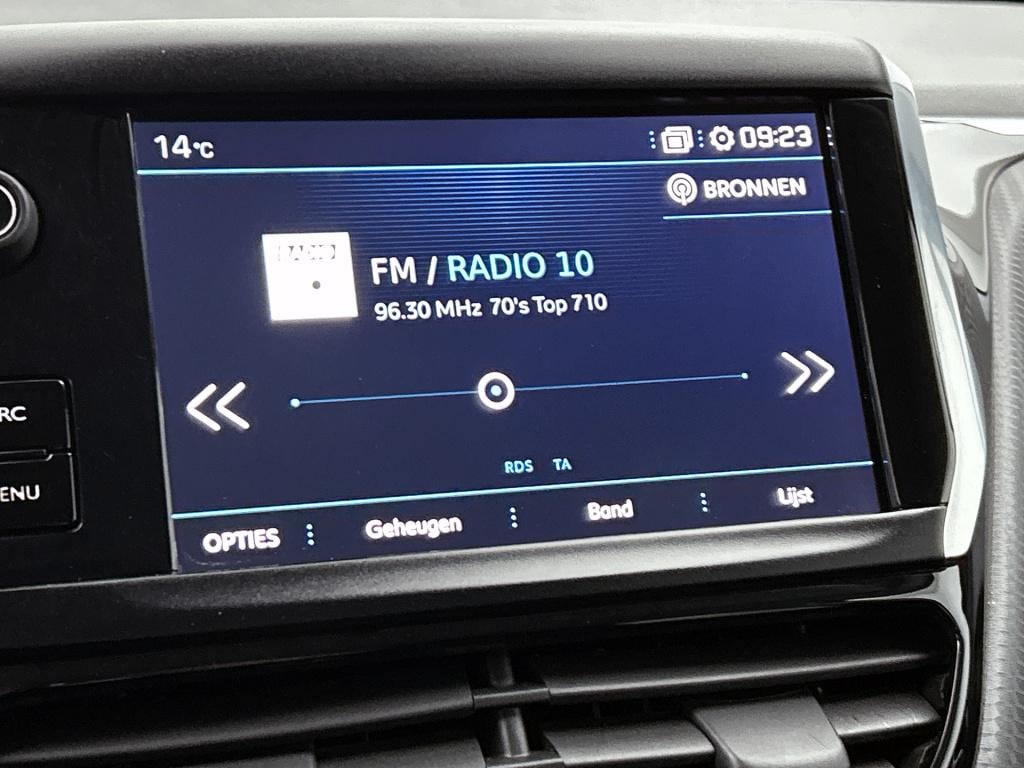 14°C 09:23
BRONNEN
RADIO
FM / RADIO 10
96.30 MHz 70's Top 710
RC
ENU
RDS TA
OPTIES Geheugen Band Lijst